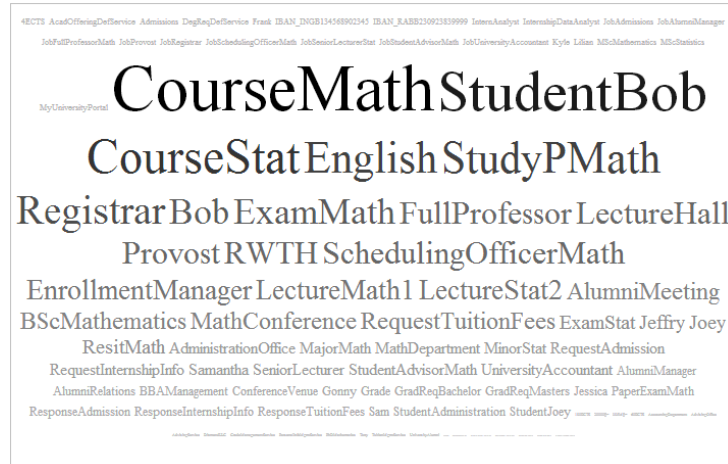 4ECTS AcadOfferingDefService Admissions DegReqDefService Frank IBAN_INGB134568902345 IBAN_RABB230923859999 InternAnalyst InternshipDataAnalyst JobAdmissions JobAlumniManager
JobFullProfessorMath JobProvost JobRegistrar JobSchedulingOfficerMath JobSeniorLecturerStat JobStudentAdvisorMath JobUniversityAccountant Kyle Lilian MScMathematics MScStatistics
MyUniversityPortal CourseMath StudentBob
CourseStat English StudyPMath
Registrar Bob ExamMath FullProfessor LectureHall
Provost RWTH SchedulingOfficerMath
EnrollmentManager LectureMath1 LectureStat2 AlumniMeeting
BScMathematics MathConference RequestTuitionFees ExamStat Jeffry Joey
ResitMath AdministrationOffice MajorMath MathDepartment MinorStat RequestAdmission
RequestInternshipInfo Samantha SeniorLecturer StudentAdvisorMath UniversityAccountant AlumniManager
AlumniRelations BBAManagement ConferenceVenue Gonny Grade GradReqBachelor GradReqMasters Jessica PaperExamMath
ResponseAdmission ResponseInternshipInfo ResponseTuitionFees Sam StudentAdministration StudentJoey